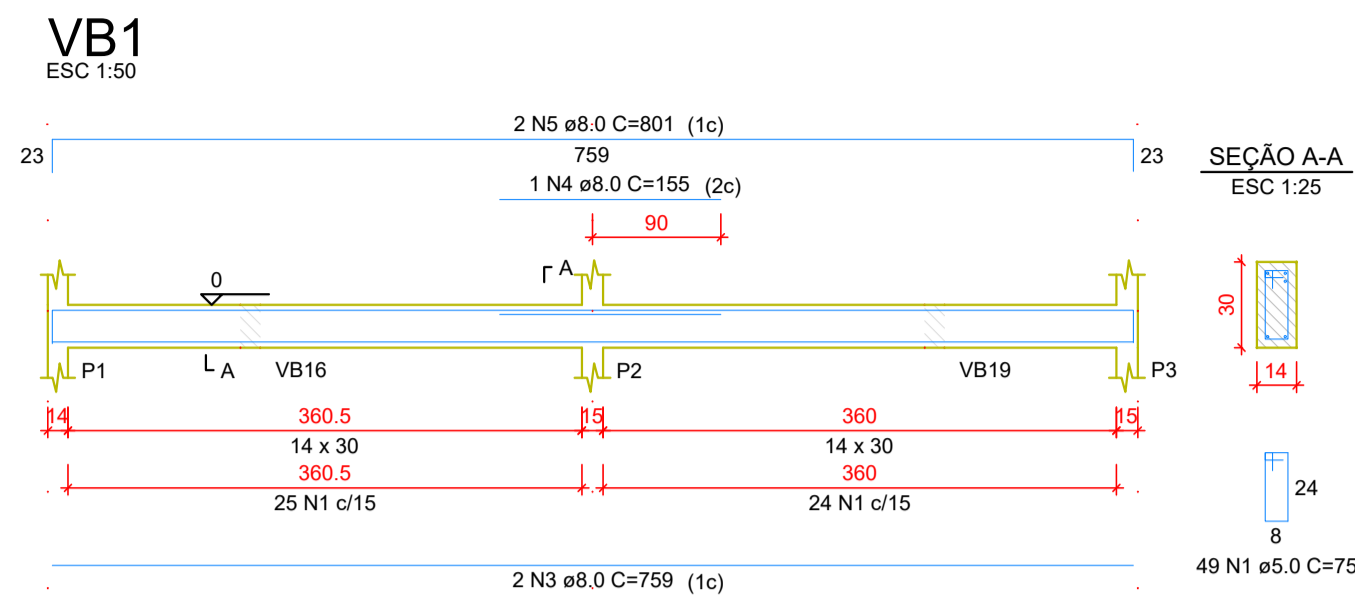 VB1
ESC 1:50
2 N5 ø8.0 C=801 (1c)
23
759
23
1 N4 ø8.0 C=155 (2c)
90
SEÇÃO A-A
ESC 1:25
A
0
30
14
P1
A
VB16
P2
VB19
P3
14
360.5
15
360
15
14 x 30
14 x 30
360.5
360
25 N1 c/15
24 N1 c/15
24
8
49 N1 ø5.0 C=75
2 N3 ø8.0 C=759 (1c)